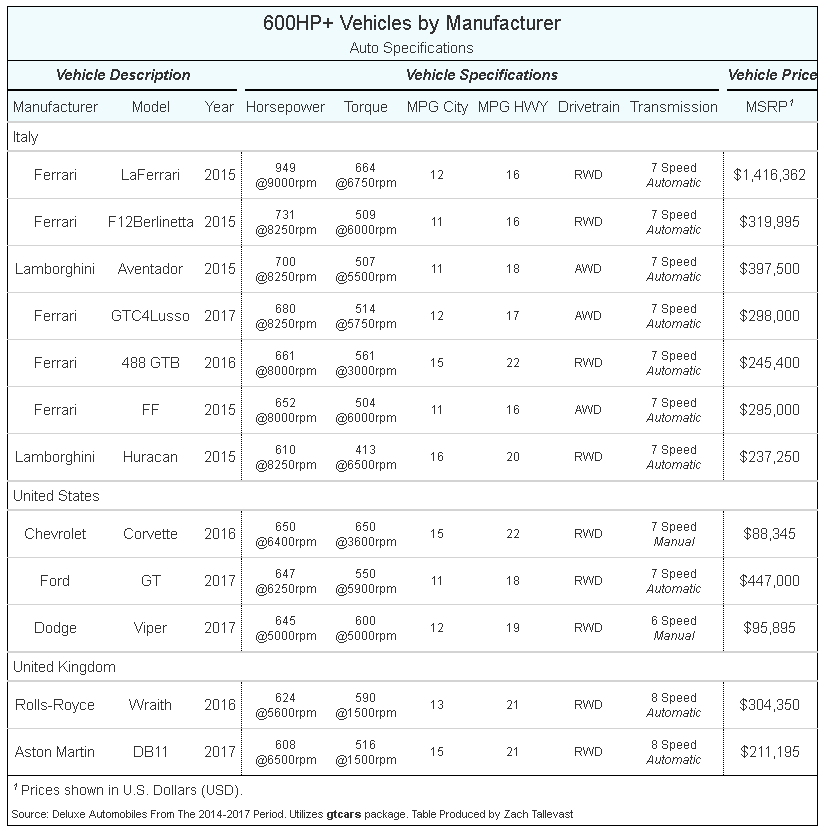 600HP+ Vehicles by Manufacturer
Auto Specifications
Vehicle Description Vehicle Specifications Vehicle Price
Manufacturer Model Year Horsepower Torque MPG City MPG HWY Drivetrain Transmission MSRP¹
Italy
Ferrari LaFerrari 2015 949 @9000rpm 664 @6750rpm 12 16 RWD 7 Speed Automatic $1,416,362
Ferrari F12Berlinetta 2015 731 @8250rpm 509 @6000rpm 11 16 RWD 7 Speed Automatic $319,995
Lamborghini Aventador 2015 700 @8250rpm 507 @5500rpm 11 18 AWD 7 Speed Automatic $397,500
Ferrari GTC4Lusso 2017 680 @8250rpm 514 @5750rpm 12 17 AWD 7 Speed Automatic $298,000
Ferrari 488 GTB 2016 661 @8000rpm 561 @3000rpm 15 22 RWD 7 Speed Automatic $245,400
Ferrari FF 2015 652 @8000rpm 504 @6000rpm 11 16 AWD 7 Speed Automatic $295,000
Lamborghini Huracan 2015 610 @8250rpm 413 @6500rpm 16 20 RWD 7 Speed Automatic $237,250
United States
Chevrolet Corvette 2016 650 @6400rpm 650 @3600rpm 15 22 RWD 7 Speed Manual $88,345
Ford GT 2017 647 @6250rpm 550 @5900rpm 11 18 RWD 7 Speed Automatic $447,000
Dodge Viper 2017 645 @5000rpm 600 @5000rpm 12 19 RWD 6 Speed Manual $95,895
United Kingdom
Rolls-Royce Wraith 2016 624 @5600rpm 590 @1500rpm 13 21 RWD 8 Speed Automatic $304,350
Aston Martin DB11 2017 608 @6500rpm 516 @1500rpm 15 21 RWD 8 Speed Automatic $211,195
¹ Prices shown in U.S. Dollars (USD).
Source: Deluxe Automobiles From The 2014-2017 Period. Utilizes gtcars package. Table Produced by Zach Tallevast